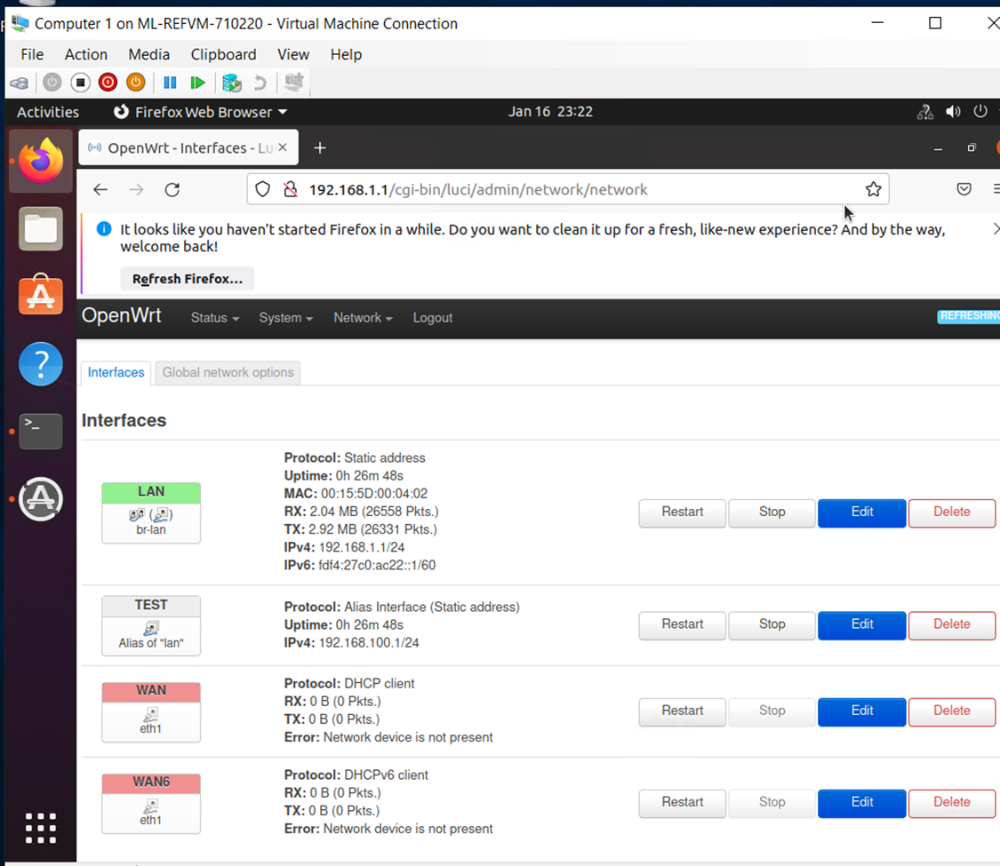 Computer 1 on ML-REFVM-710220 - Virtual Machine Connection
File Action Media Clipboard View Help
Activities Firefox Web Browser Jan 16 23:22
OpenWrt - Interfaces - Lu
192.168.1.1/cgi-bin/luci/admin/network/network
It looks like you haven't started Firefox in a while. Do you want to clean it up for a fresh, like-new experience? And by the way,
welcome back!
Refresh Firefox...
OpenWrt Status System Network Logout REFRESHING
Interfaces Global network options
Interfaces
LAN
br-lan
Protocol: Static address
Uptime: 0h 26m 48s
MAC: 00:15:5D:00:04:02
RX: 2.04 MB (26558 Pkts.)
TX: 2.92 MB (26331 Pkts.)
IPv4: 192.168.1.1/24
IPv6: fdf4:27c0:ac22::1/60
Restart Stop Edit Delete
TEST
Alias of "lan"
Protocol: Alias Interface (Static address)
Uptime: 0h 26m 48s
IPv4: 192.168.100.1/24
Restart Stop Edit Delete
WAN
eth1
Protocol: DHCP client
RX: 0 B (0 Pkts.)
TX: 0 B (0 Pkts.)
Error: Network device is not present
Restart Stop Edit Delete
WAN6
eth1
Protocol: DHCPv6 client
RX: 0 B (0 Pkts.)
TX: 0 B (0 Pkts.)
Error: Network device is not present
Restart Stop Edit Delete